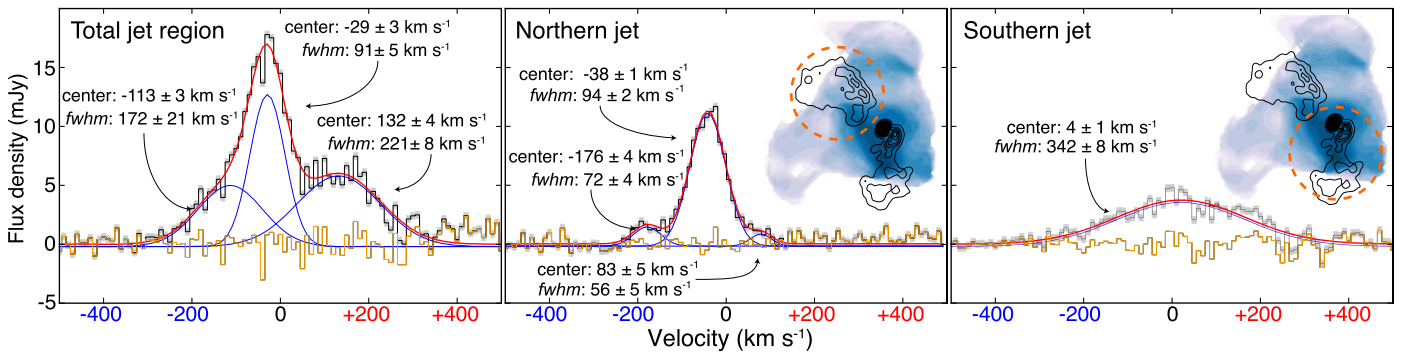 Total jet region
center: -29 ± 3 km s⁻¹
fwhm: 91± 5 km s⁻¹
center: -113 ± 3 km s⁻¹
fwhm: 172 ± 21 km s⁻¹
center: 132 ± 4 km s⁻¹
fwhm: 221± 8 km s⁻¹
Northern jet
center: -38 ± 1 km s⁻¹
fwhm: 94 ± 2 km s⁻¹
center: -176 ± 4 km s⁻¹
fwhm: 72 ± 4 km s⁻¹
center: 83 ± 5 km s⁻¹
fwhm: 56 ± 5 km s⁻¹
Southern jet
center: 4 ± 1 km s⁻¹
fwhm: 342 ± 8 km s⁻¹
Flux density (mJy)
15
10
5
0
-5
-400 -200 0 +200 +400
-400 -200 0 +200 +400
-400 -200 0 +200 +400
Velocity (km s⁻¹)